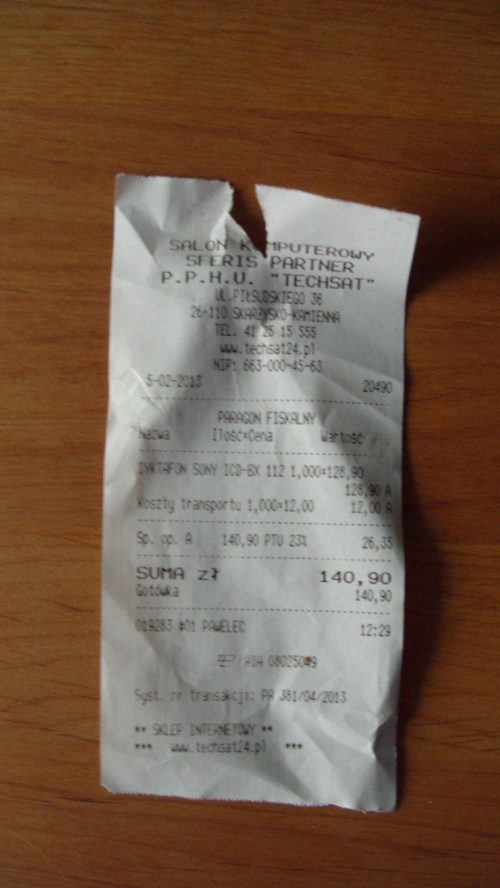 SALON KOMPUTEROWY
SFERIS PARTNER
P.P.H.U. "TECHSAT"
UL.PIŁSUDSKIEGO 36
26-110 SKARŻYSKO-KAMIENNA
TEL. 41 25 15 555
www.techsat24.pl
NIP: 663-000-45-63
5-02-2013 20490
PARAGON FISKALNY
Nazwa Ilość*Cena Wartość
DYKTAFON SONY ICD-BX 112 1,000*128,90
128,90 A
Koszty transportu 1,000*12,00 12,00 A
Sp. op. A 140,90 PTU 23% 26,35
SUMA zł 140,90
Gotówka 140,90
019283 #01 PAWELEC 12:29
AIA 08025049
Syst. nr transakcji: PA 381/04/2013
** SKLEP INTERNETOWY **
*** www.techsat24.pl ***